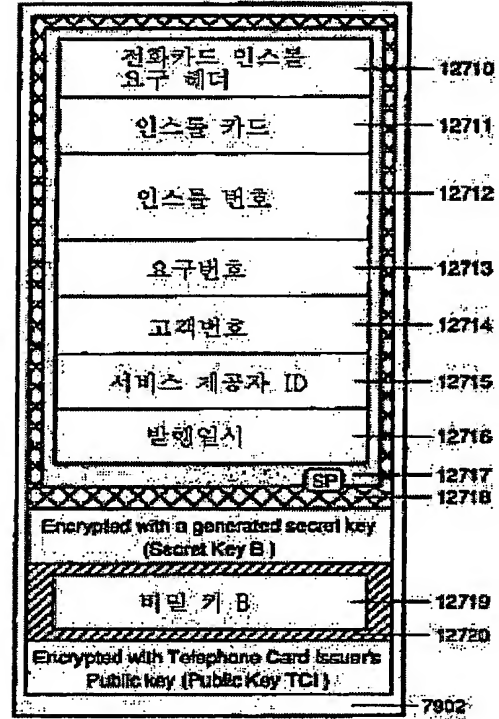 전화카드 인스톨
요구 헤더
12710
인스톨 카드
12711
인스톨 번호
12712
요구번호
12713
고객번호
12714
서비스 제공자 ID
12715
발행일시
12716
12717
SP
12718
Encrypted with a generated secret key
(Secret Key B)
비밀 키 B
12719
12720
Encrypted with Telephone Card Issuer's
Public key (Public Key TCI)
7902